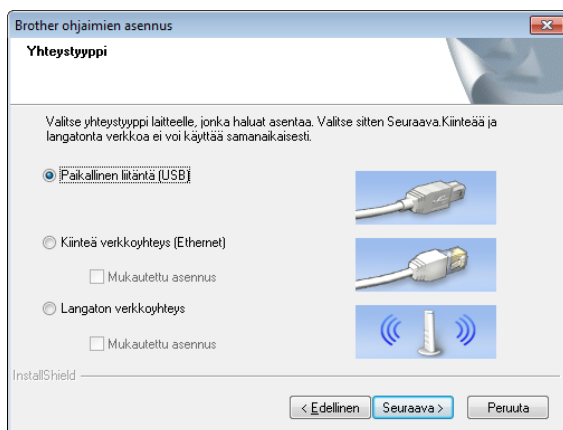 Brother ohjaimien asennus
Yhteystyyppi
Valitse yhteystyyppi laitteelle, jonka haluat asentaa. Valitse sitten Seuraava.Kiinteää ja
langatonta verkkoa ei voi käyttää samanaikaisesti.
Paikallinen liitäntä (USB)
Kiinteä verkkoyhteys (Ethernet)
Mukautettu asennus
Langaton verkkoyhteys
Mukautettu asennus
InstallShield
< Edellinen Seuraava > Peruuta